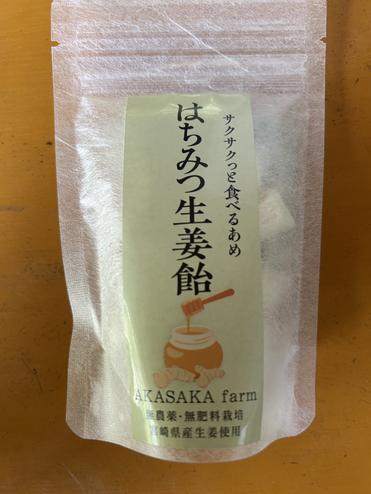 サクサクっと食べるあめ
はちみつ生姜飴
AKASAKA farm
無農薬・無肥料栽培
宮崎県産生姜使用